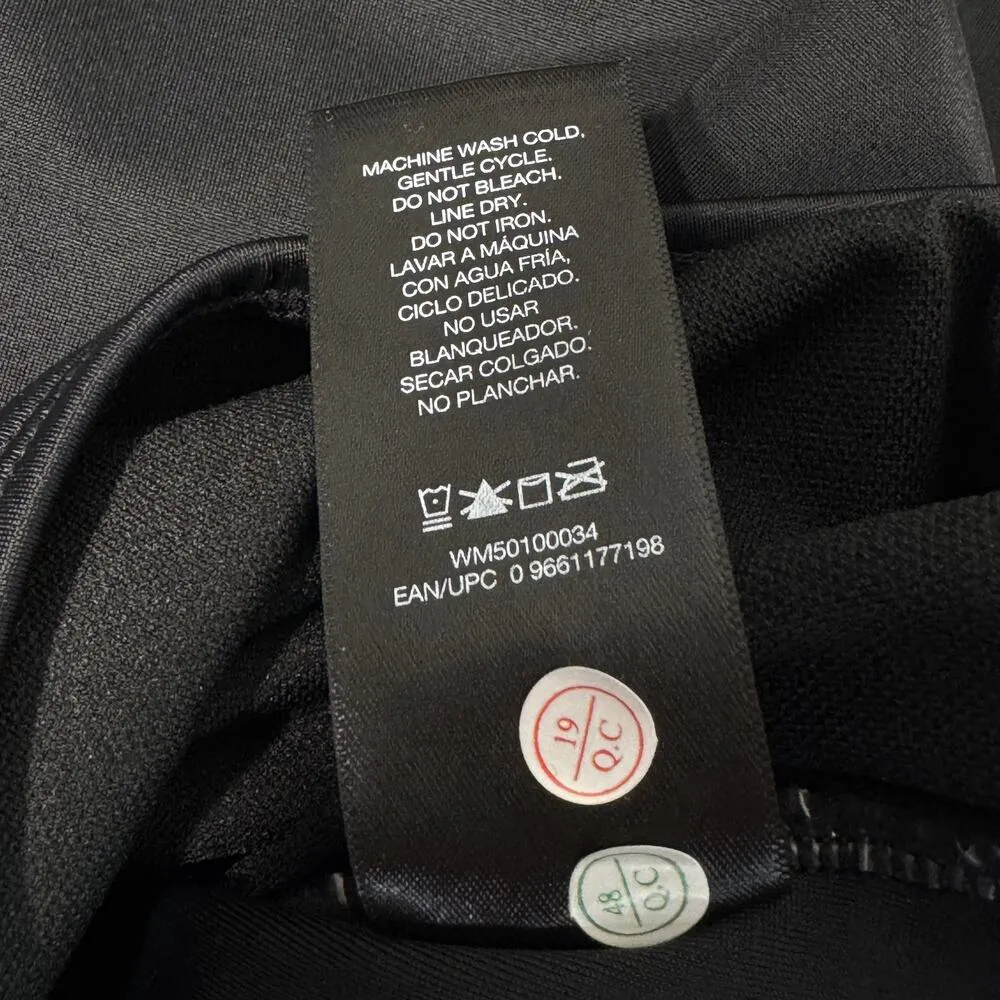 MACHINE WASH COLD,
GENTLE CYCLE.
DO NOT BLEACH.
LINE DRY.
DO NOT IRON.
LAVAR A MÁQUINA
CON AGUA FRÍA,
CICLO DELICADO.
NO USAR
BLANQUEADOR.
SECAR COLGADO.
NO PLANCHAR.
WM50100034
EAN/UPC 0 9661177198
19
Q.C
48
Q.C